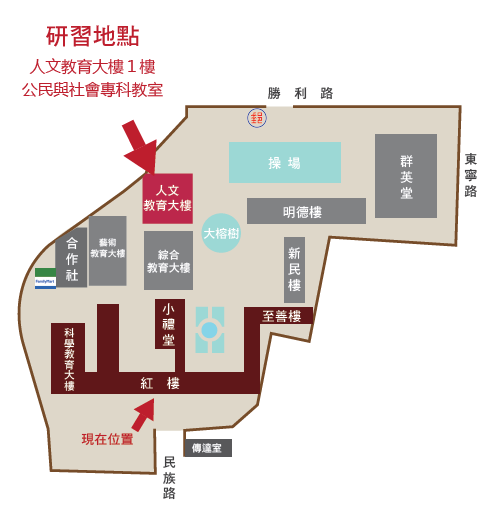 研習地點
人文教育大樓１樓
公民與社會專科教室
勝利路
東寧路
操場
群英堂
人文
教育大樓
明德樓
大榕樹
藝術
教育大樓
合作社
綜合
教育大樓
新民樓
FamilyMart
小禮堂
至善樓
科學教育大樓
紅樓
現在位置
傳達室
民族路